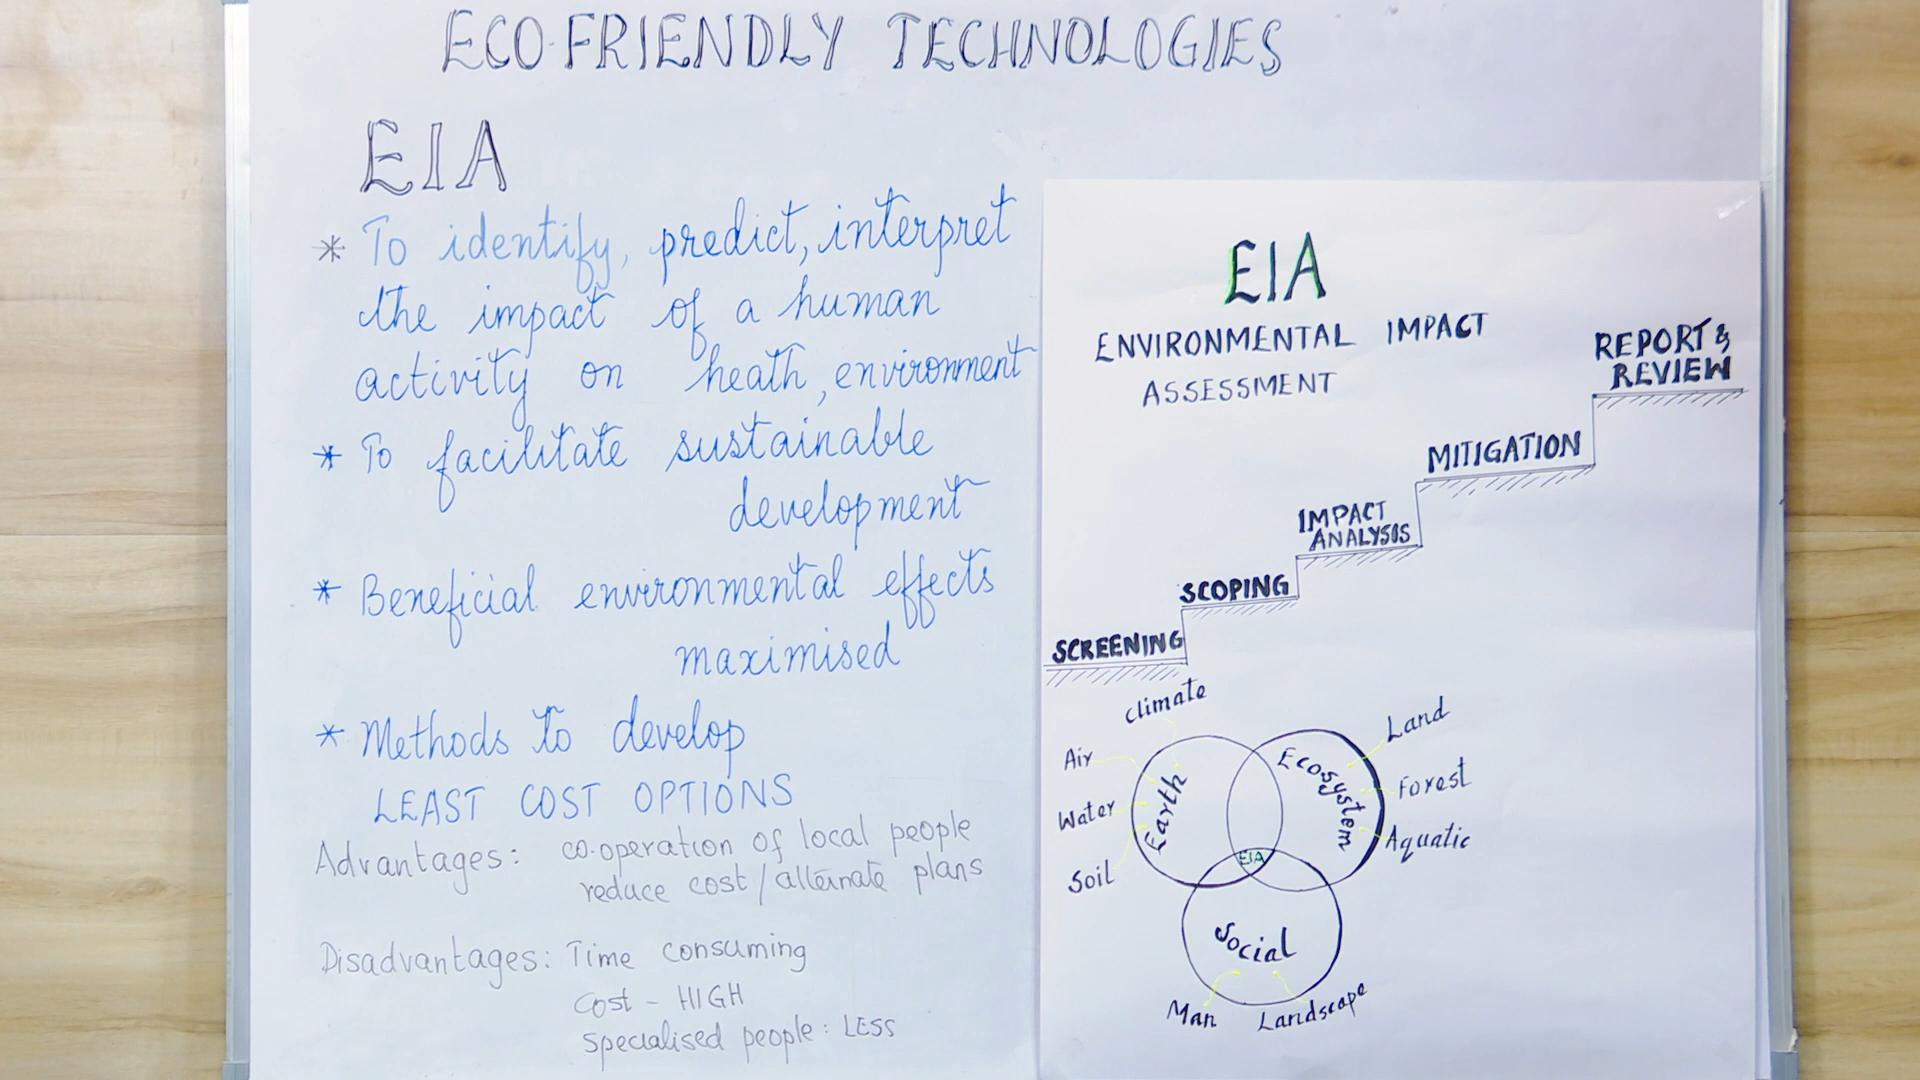 ECO-FRIENDLY TECHNOLOGIES
EIA
* To identify, predict, interpret
the impact of a human
activity on heath, environment
* To facilitate sustainable
development
* Beneficial environmental effects
maximised
* Methods to develop
LEAST COST OPTIONS
Advantages: co-operation of local people
reduce cost/alternate plans
Disadvantages: Time consuming
Cost - HIGH
Specialised people: LESS
EIA
ENVIRONMENTAL IMPACT
ASSESSMENT
REPORT &
REVIEW
MITIGATION
IMPACT
ANALYSIS
SCOPING
SCREENING
Climate
Air
Water
Soil
Earth
Ecosystem
Land
Forest
Aquatic
EIA
Social
Man
Landscape